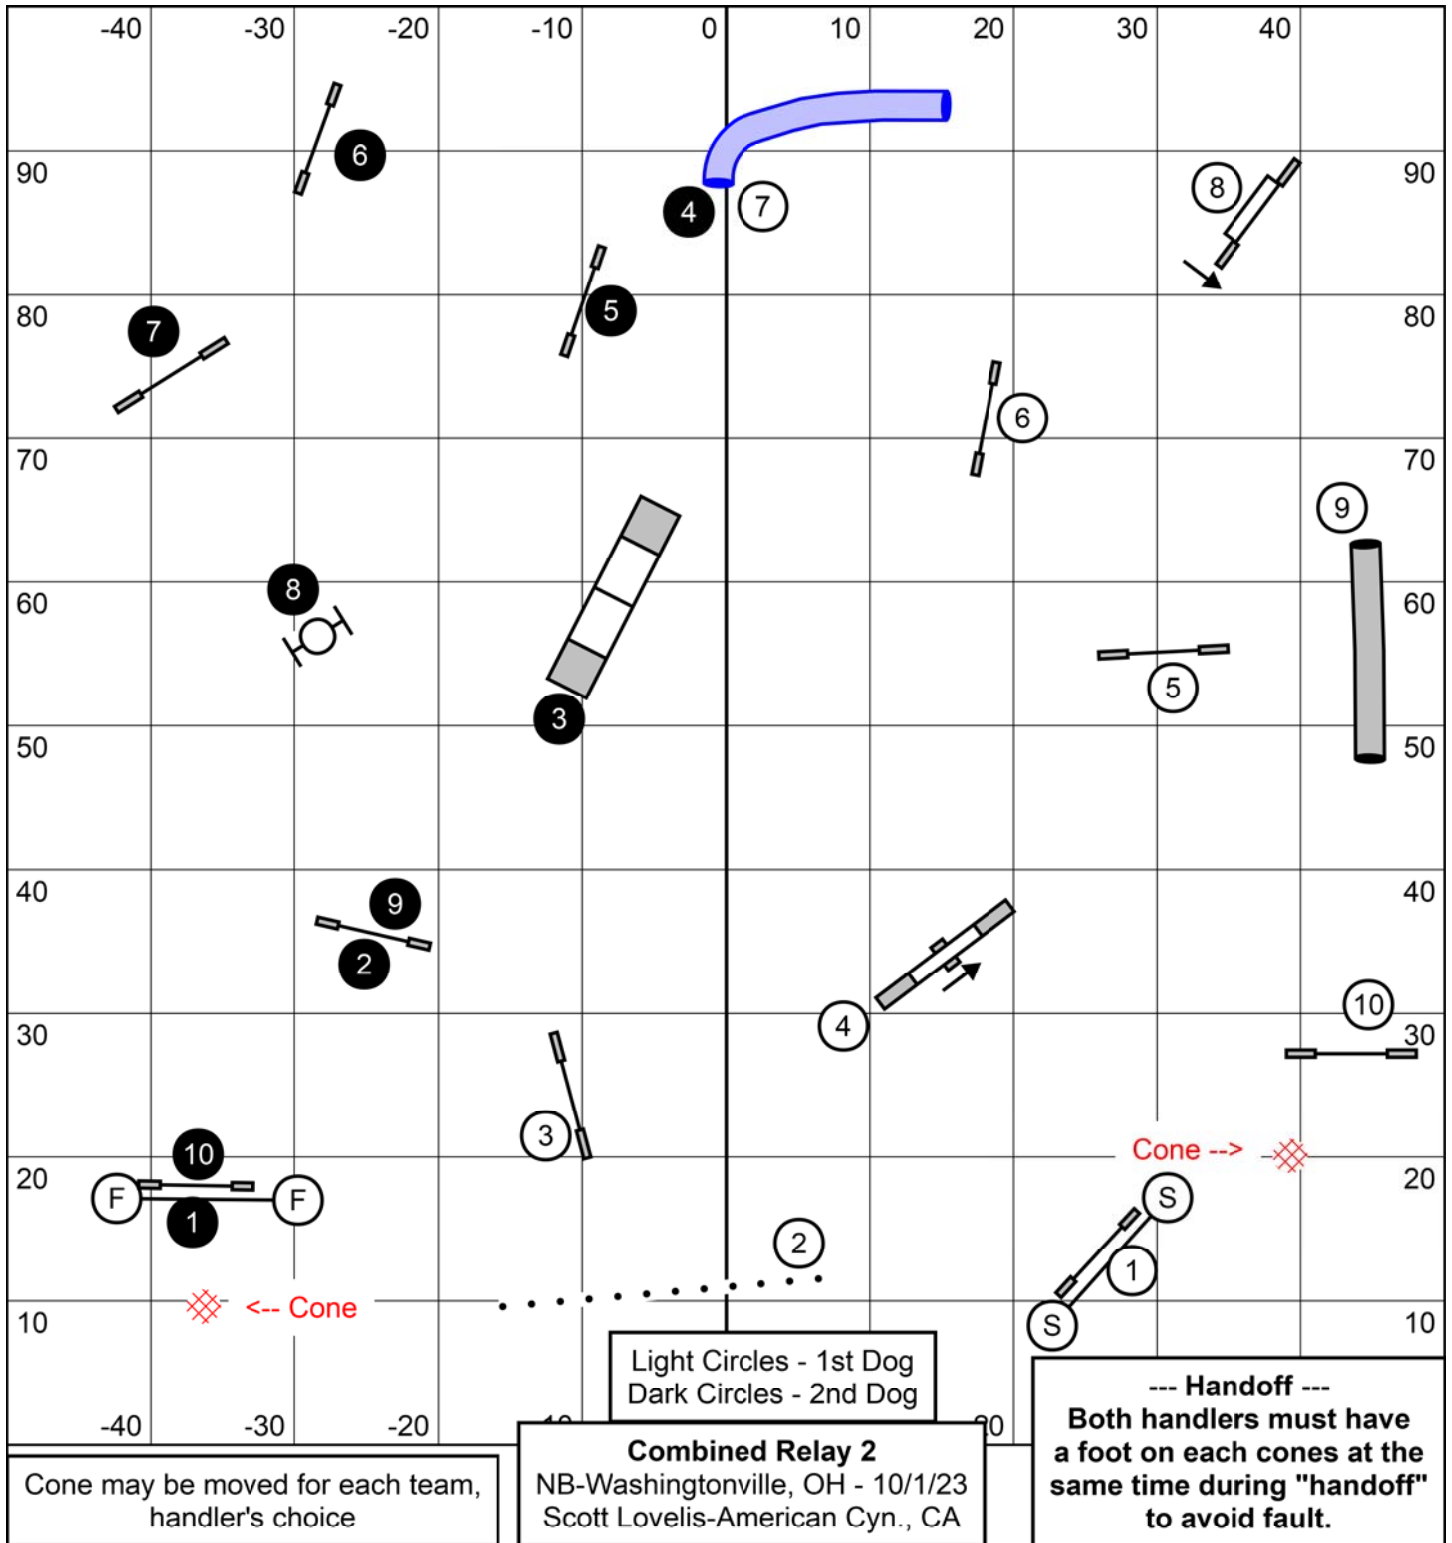 -40 -30 -20 -10 0 10 20 30 40
6
90 90
8
4 7
5
80 80
7
6
70 70
9
8
60 60
5
3
50 50
40 40
9
2
10
4
30 30
3
10
Cone -->
20 20
F F S
1
2
1
<-- Cone
10 S 10
Light Circles - 1st Dog
Dark Circles - 2nd Dog
--- Handoff ---
Both handlers must have
a foot on each cones at the
same time during "handoff"
to avoid fault.
-40 -30 -20
Combined Relay 2
NB-Washingtonville, OH - 10/1/23
Scott Lovelis-American Cyn., CA
Cone may be moved for each team,
handler's choice